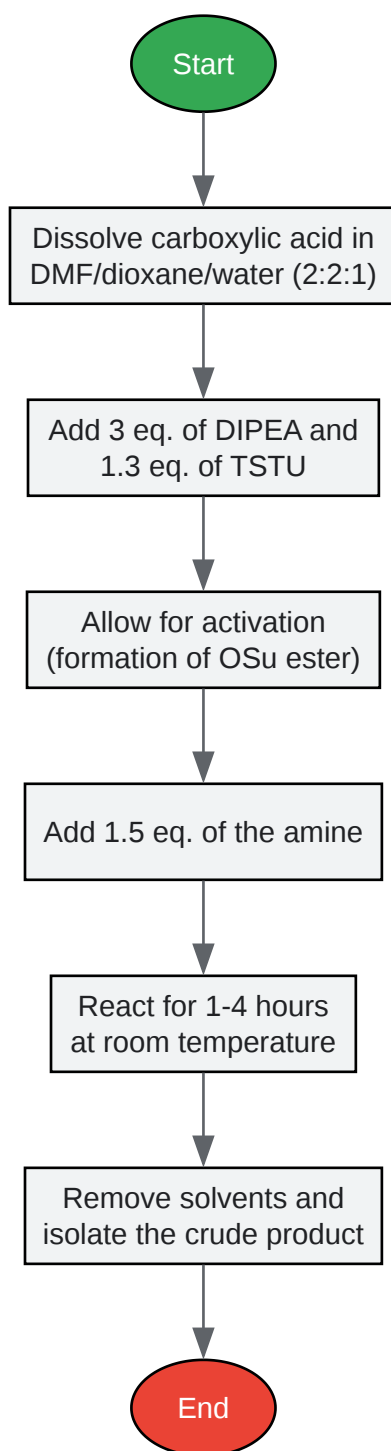 Start
Dissolve carboxylic acid in
DMF/dioxane/water (2:2:1)
Add 3 eq. of DIPEA and
1.3 eq. of TSTU
Allow for activation
(formation of OSu ester)
Add 1.5 eq. of the amine
React for 1-4 hours
at room temperature
Remove solvents and
isolate the crude product
End